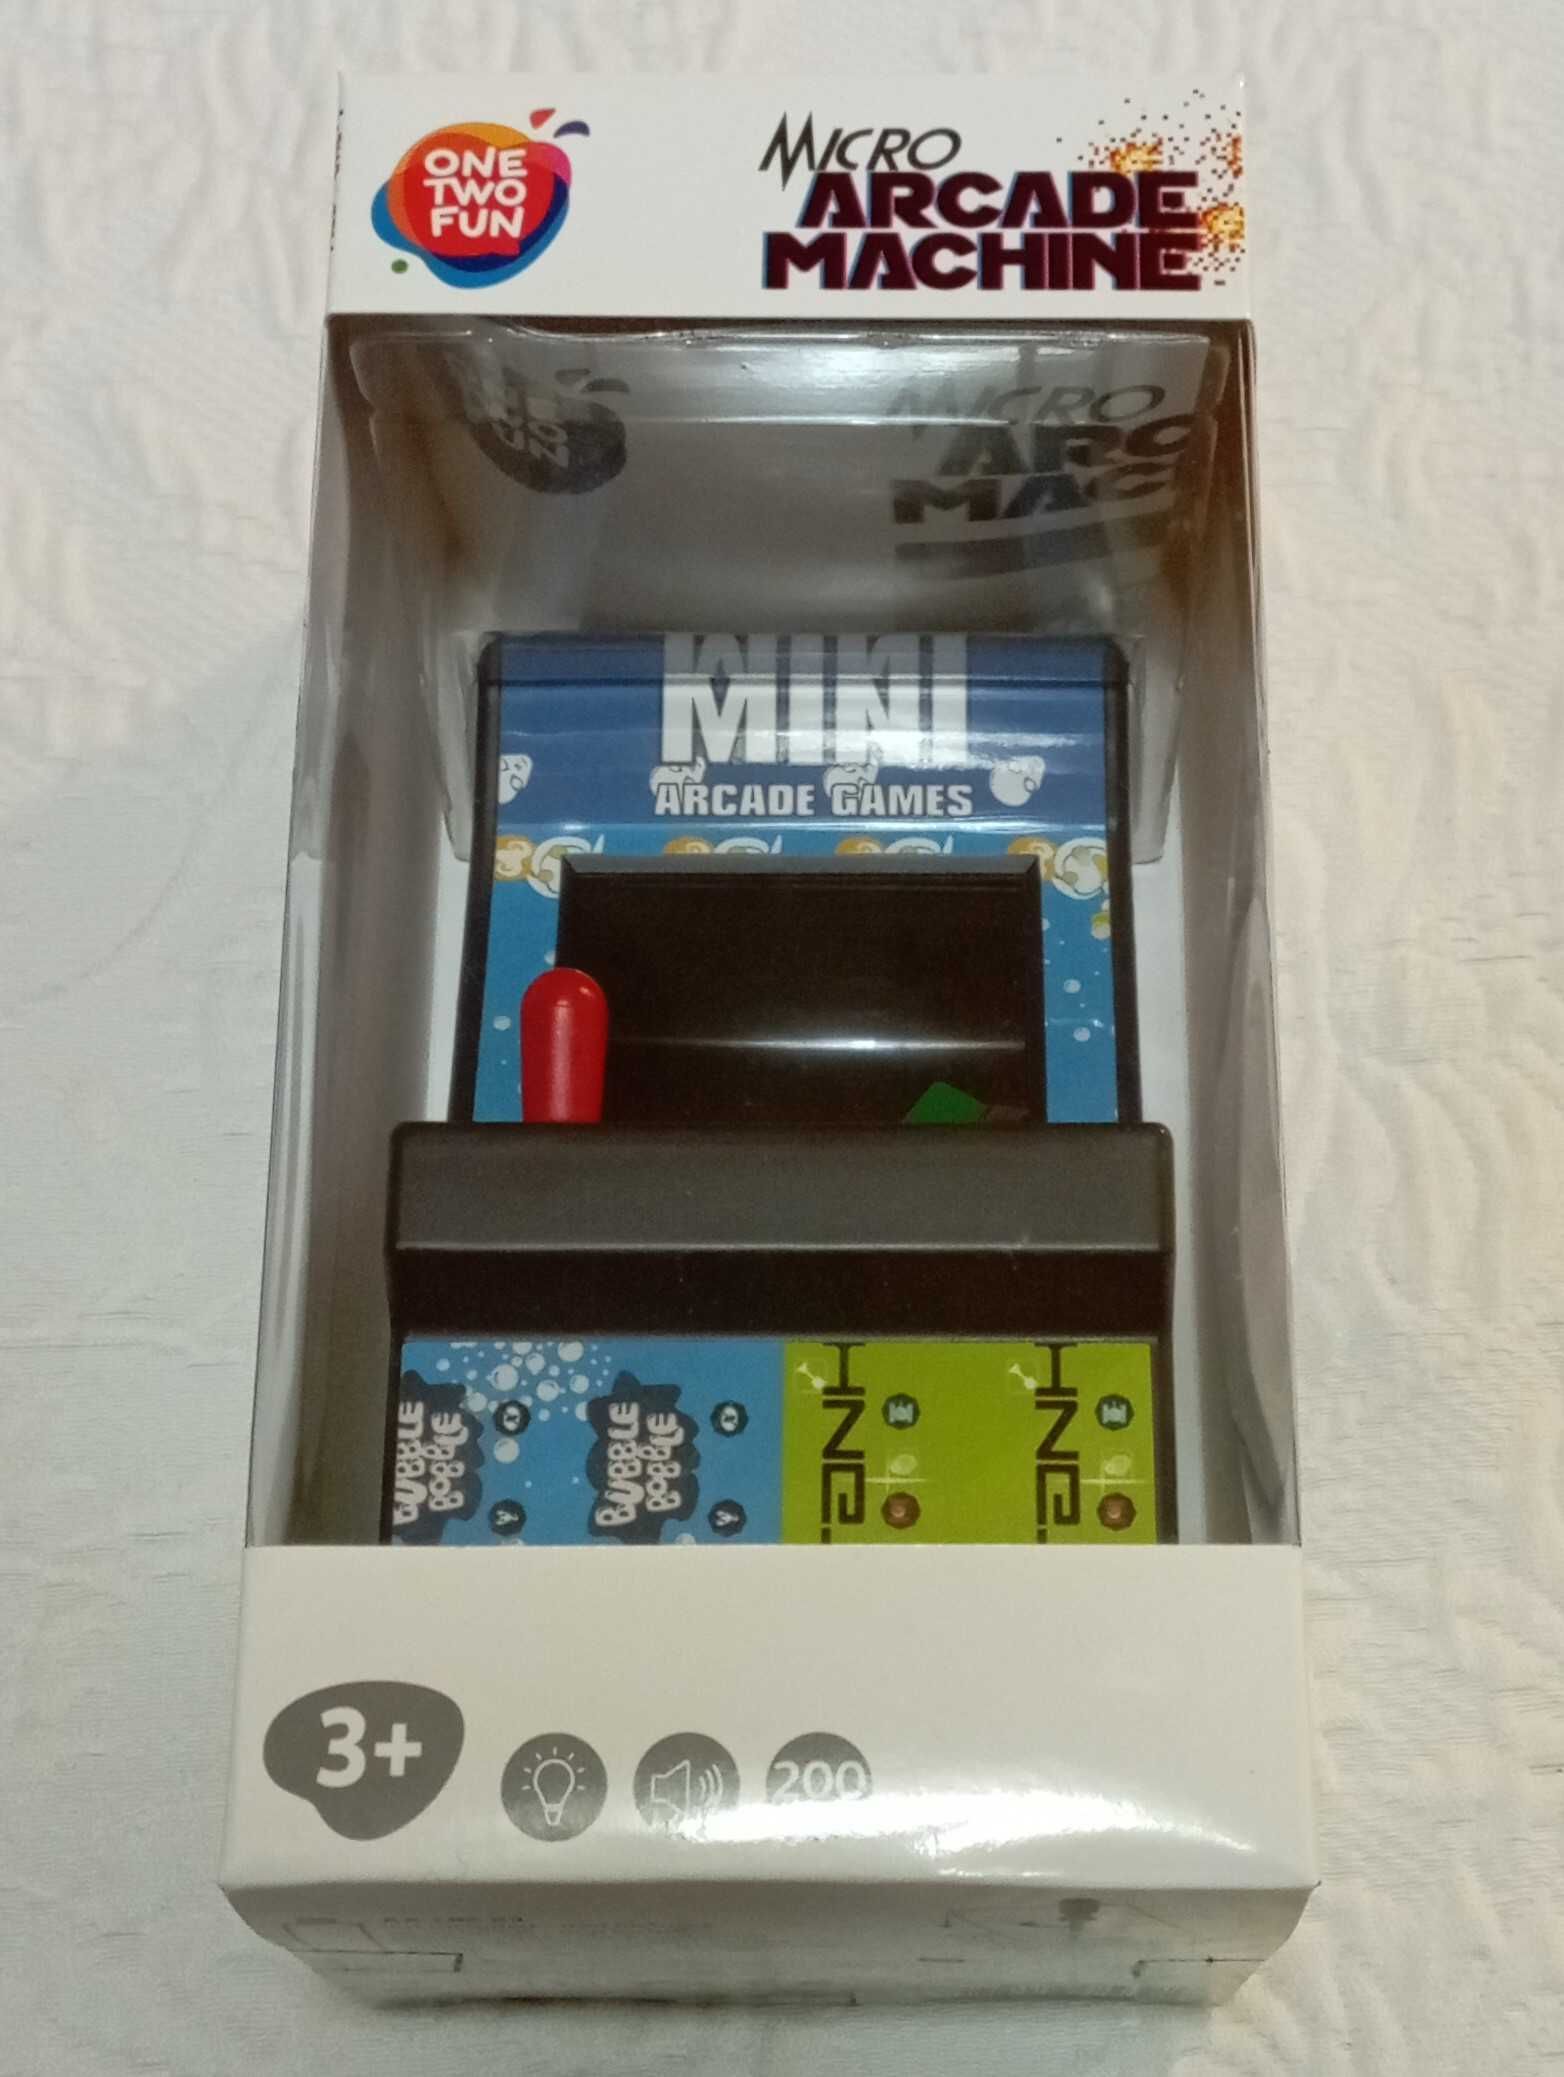 ONE
TWO
FUN
MICRO
ARCADE
MACHINE
MINI
ARCADE GAMES
BUBBLE
BOBBLE
BUBBLE
BOBBLE
3+
200